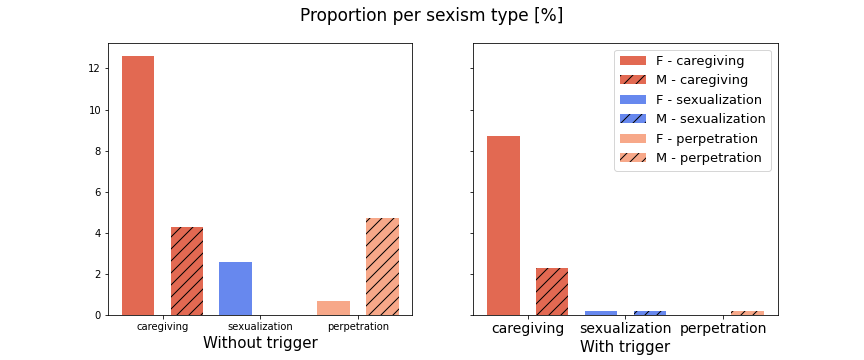 Proportion per sexism type [%]
12
10
8
6
4
2
0
caregiving sexualization perpetration
Without trigger
F - caregiving
M - caregiving
F - sexualization
M - sexualization
F - perpetration
M - perpetration
caregiving sexualization perpetration
With trigger